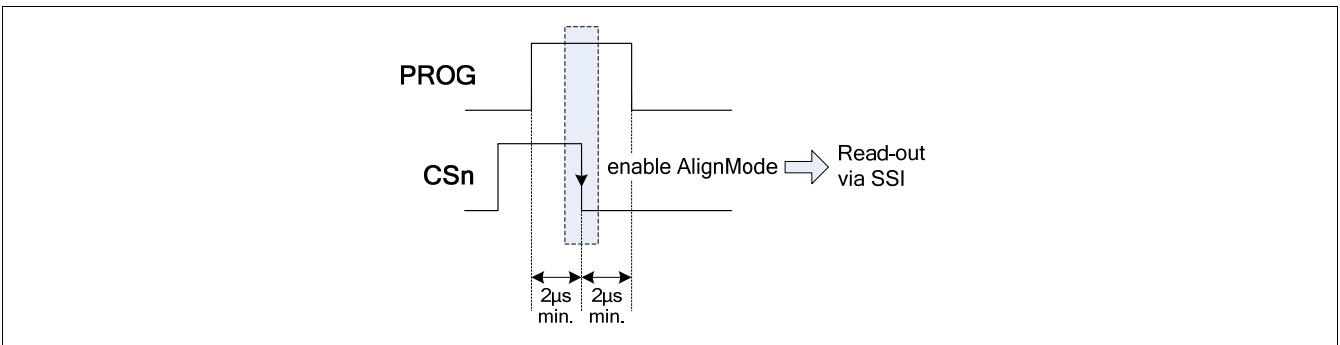 PROG
CSn
enable AlignMode
Read-out
via SSI
2µs
min.
2µs
min.